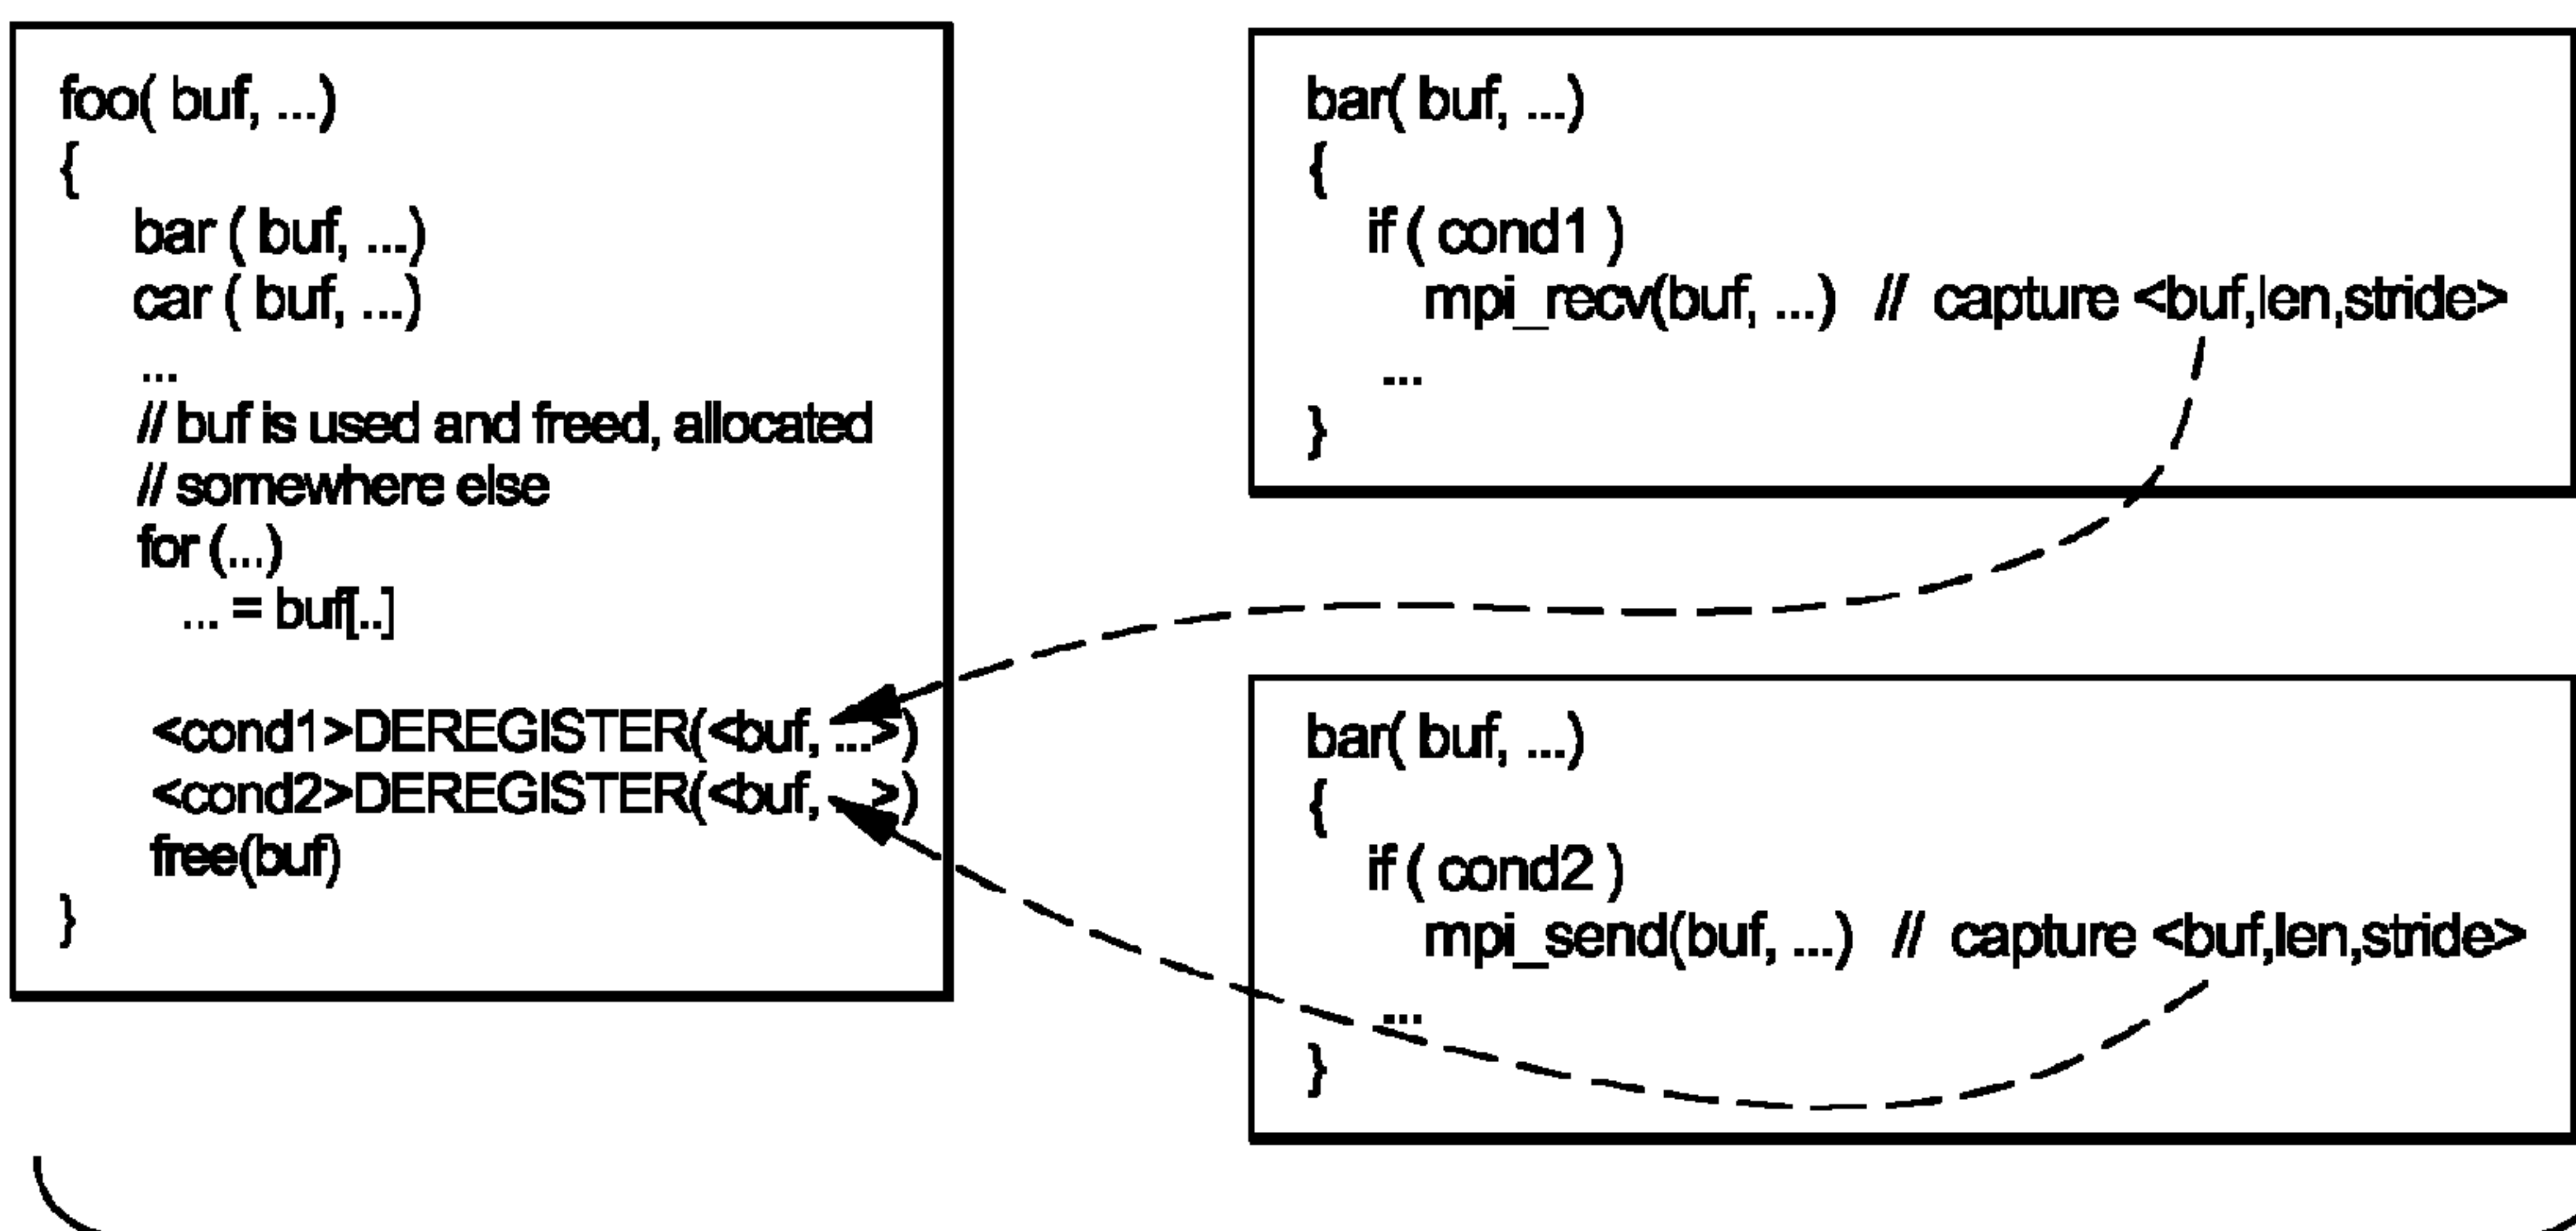 foo( buf, ...)
{
bar ( buf, ...)
car ( buf, ...)
...
// buf is used and freed, allocated
// somewhere else
for (...)
... = buf[..]
<cond1>DEREGISTER(<buf, ...>)
<cond2>DEREGISTER(<buf, ...>)
free(buf)
}
bar( buf, ...)
{
if ( cond1 )
mpi_recv(buf, ...) // capture <buf,len,stride>
...
}
bar( buf, ...)
{
if ( cond2 )
mpi_send(buf, ...) // capture <buf,len,stride>
...
}